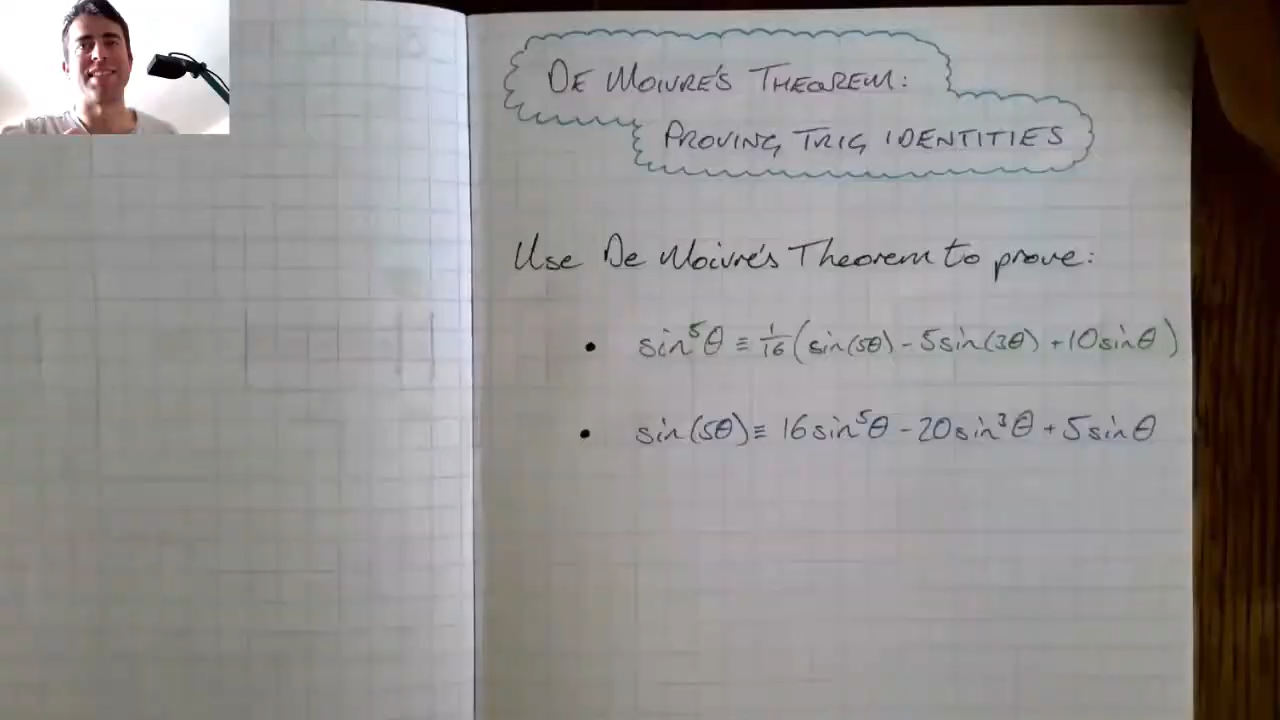 DE MOIVRE'S THEOREM:
PROVING TRIG IDENTITIES
Use De Moivre's Theorem to prove:
• sin⁵θ ≡ 1/16 (sin(5θ) - 5sin(3θ) + 10sinθ)
• sin(5θ) ≡ 16sin⁵θ - 20sin³θ + 5sinθ